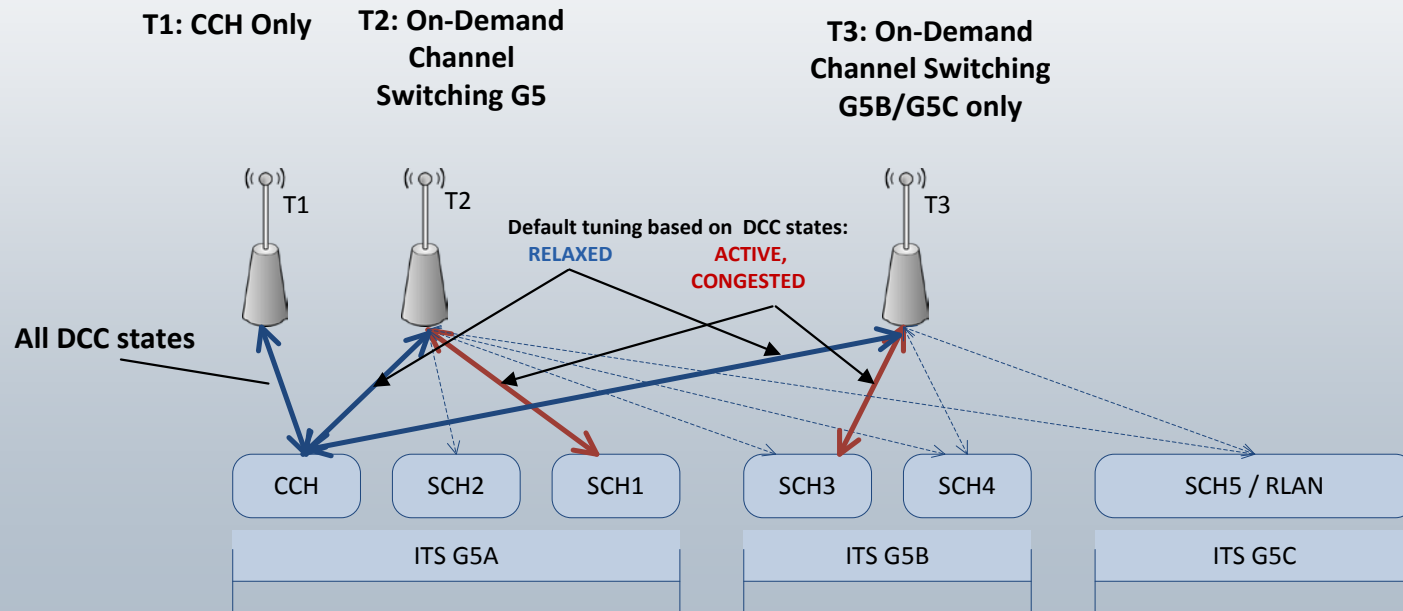 T1: CCH Only
T2: On-Demand
Channel
Switching G5
T3: On-Demand
Channel Switching
G5B/G5C only
T1
T2
T3
Default tuning based on DCC states:
RELAXED
ACTIVE,
CONGESTED
All DCC states
CCH
SCH2
SCH1
SCH3
SCH4
SCH5 / RLAN
ITS G5A
ITS G5B
ITS G5C